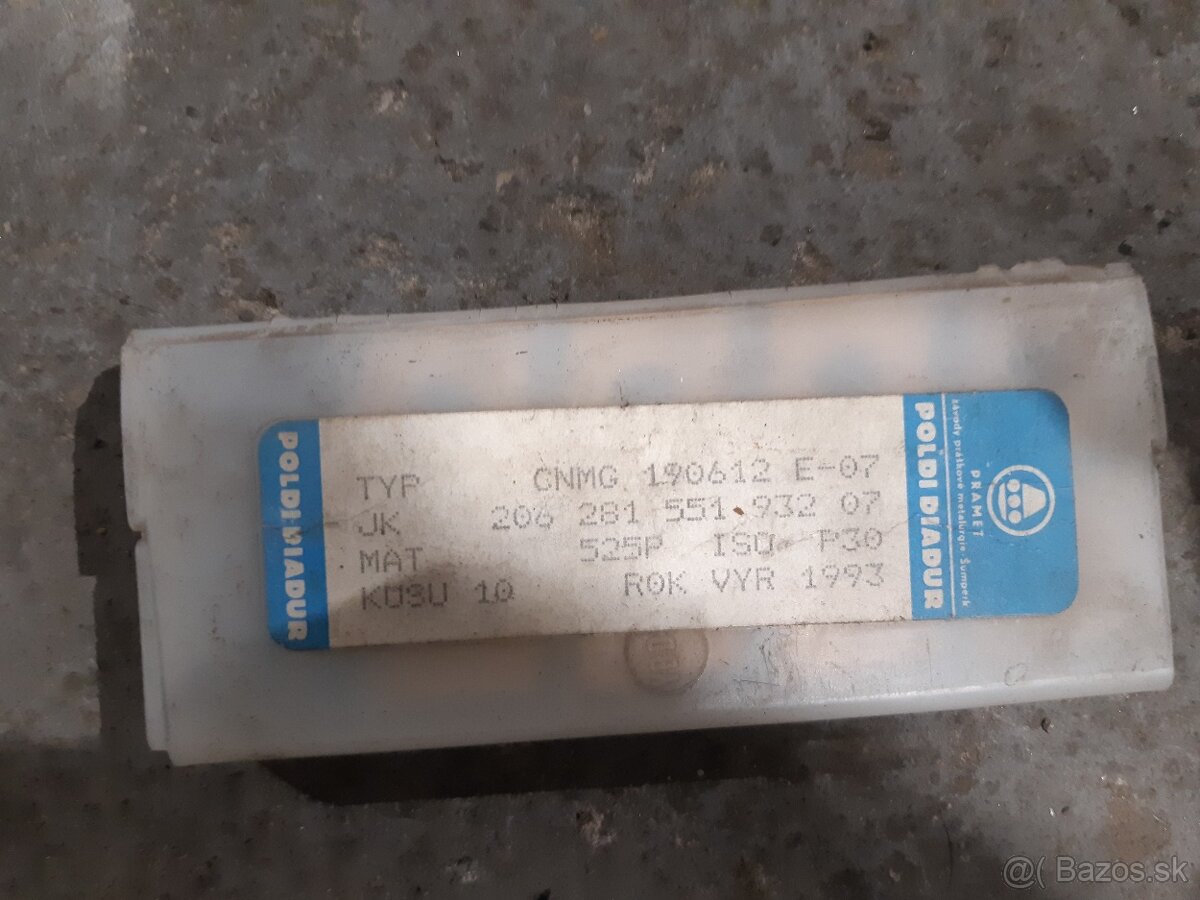 POLDI DIADUR
TYP CNMG 190612 E-07
JK 206 281 551 932 07
MAT 525P ISO P30
KUSU 10 ROK VYR 1993
POLDI DIADUR
závody práškové metalurgie Šumperk
PRAMET
@( Bazos.sk